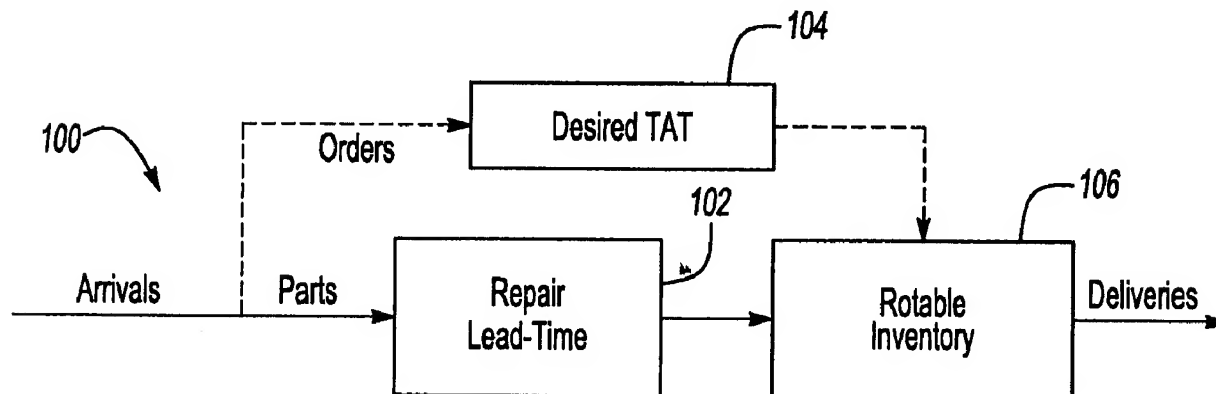 104
Desired TAT
100
Orders
102
106
Arrivals
Parts
Repair
Lead-Time
Rotable
Inventory
Deliveries